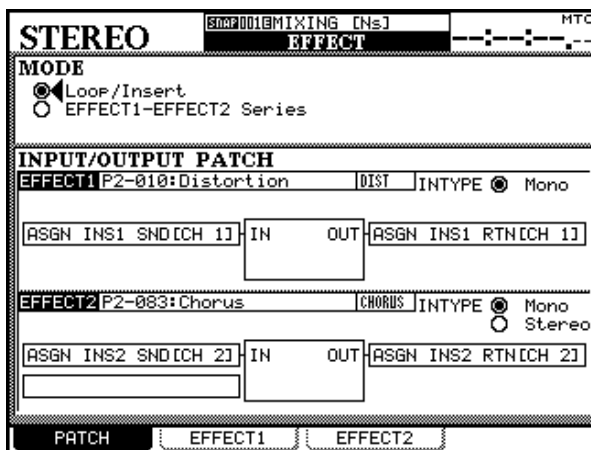 STEREO
SNAP001 MIXING [Ns]
EFFECT
MTC
--:--:--.--
MODE
Loop/Insert
EFFECT1-EFFECT2 Series
INPUT/OUTPUT PATCH
EFFECT1 P2-010:Distortion DIST INTYPE Mono
ASGN INS1 SND[CH 1] IN OUT ASGN INS1 RTN[CH 1]
EFFECT2 P2-083:Chorus CHORUS INTYPE Mono
Stereo
ASGN INS2 SND[CH 2] IN OUT ASGN INS2 RTN[CH 2]
PATCH EFFECT1 EFFECT2